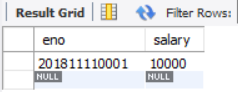 Result Grid Filter Rows:
eno salary
201811110001 10000
NULL NULL